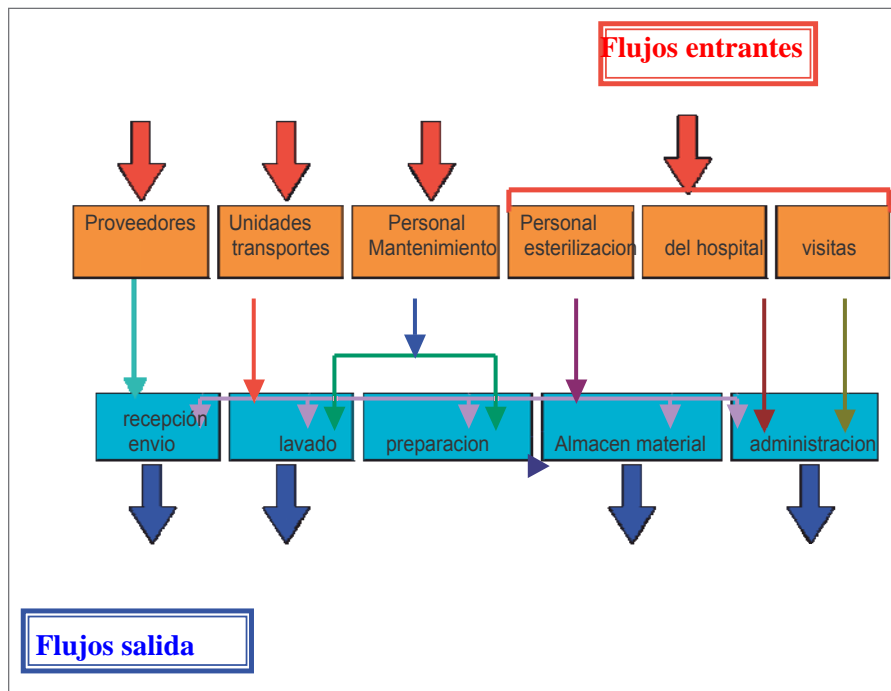 Flujos entrantes
Proveedores
Unidades
transportes
Personal
Mantenimiento
Personal
esterilizacion
del hospital
visitas
recepción
envio
lavado
preparacion
Almacen material
administracion
Flujos salida